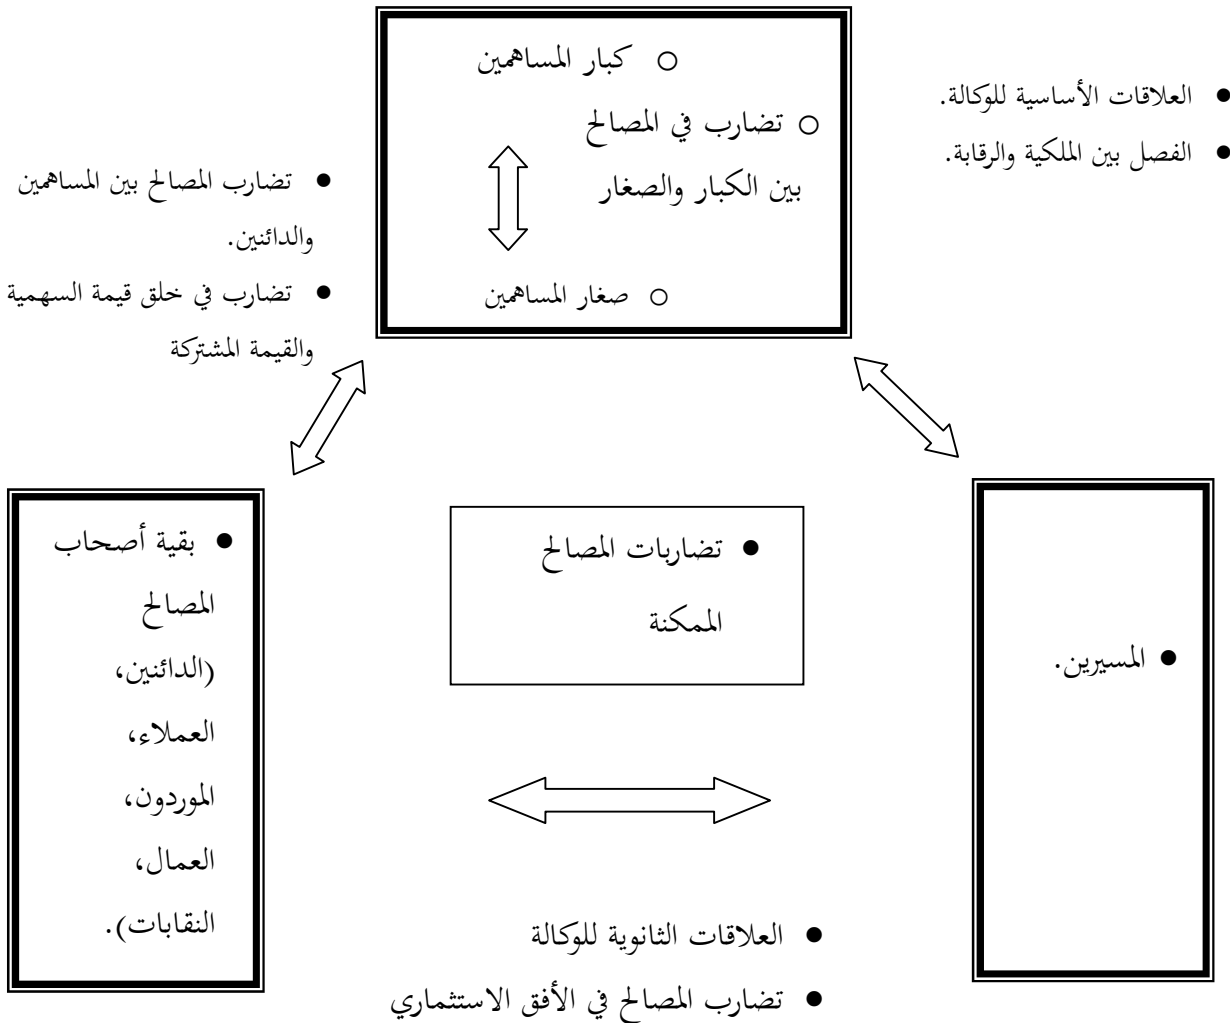 ○ كبار المساهمين
○ تضارب في المصالح
بين الكبار والصغار
○ صغار المساهمين
● العلاقات الأساسية للوكالة.
● الفصل بين الملكية والرقابة.
● تضارب المصالح بين المساهمين
والدائنين.
● تضارب في خلق قيمة السهمية
والقيمة المشتركة
● المسيرين.
● تضاربات المصالح
الممكنة
● بقية أصحاب
المصالح
(الدائنين،
العملاء،
الموردون،
العمال،
النقابات).
● العلاقات الثانوية للوكالة
● تضارب المصالح في الأفق الاستثماري